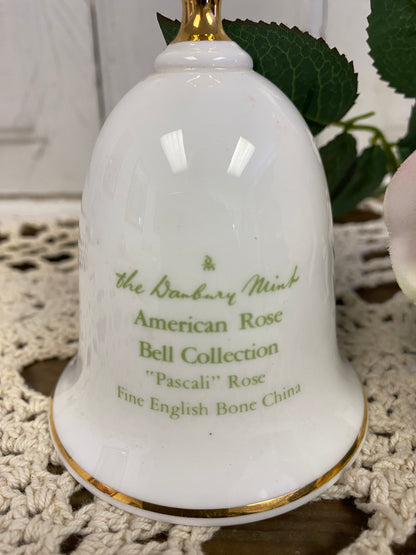 the Danbury Mint
American Rose
Bell Collection
"Pascali" Rose
Fine English Bone China